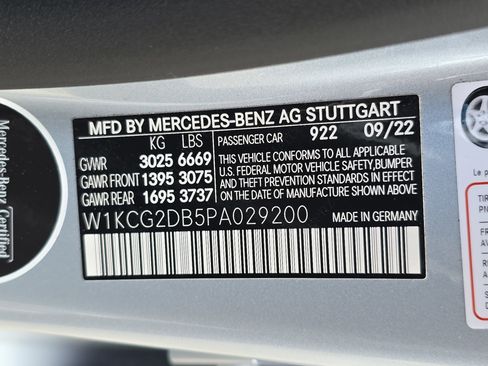 MFD BY MERCEDES-BENZ AG STUTTGART
KG LBS
PASSENGER CAR 922 09/22
GVWR 3025 6669
GAWR FRONT 1395 3075
GAWR REAR 1695 3737
THIS VEHICLE CONFORMS TO ALL APPLICABLE
U.S. FEDERAL MOTOR VEHICLE SAFETY,BUMPER
AND THEFT PREVENTION STANDARDS IN EFFECT
ON THE DATE OF MANUFACTURE SHOWN ABOVE.
W1KCG2DB5PA029200
MADE IN GERMANY
Mercedes-Benz Certified